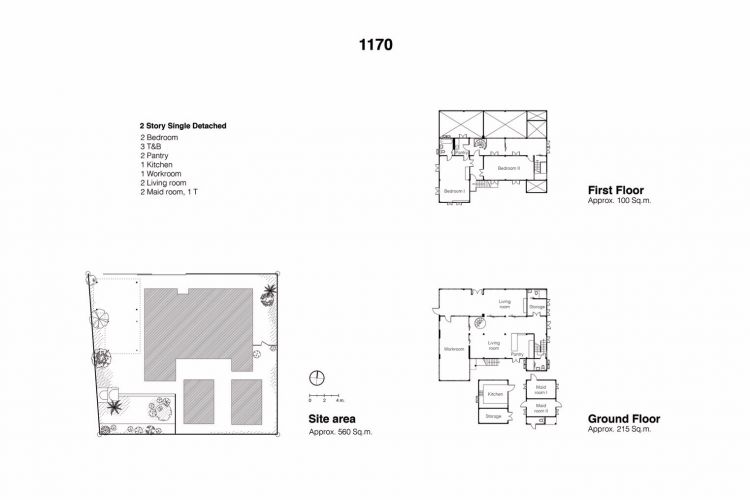 1170
2 Story Single Detached
2 Bedroom
3 T&B
2 Pantry
1 Kitchen
1 Workroom
2 Living room
2 Maid room, 1 T
Pantry
Bedroom II
Bedroom I
First Floor
Approx. 100 Sq.m.
Living
room
Storage
Living
room
Workroom
Pantry
Kitchen
Storage
Maid
room I
Maid
room II
Ground Floor
Approx. 215 Sq.m.
0 2 4 m.
Site area
Approx. 560 Sq.m.